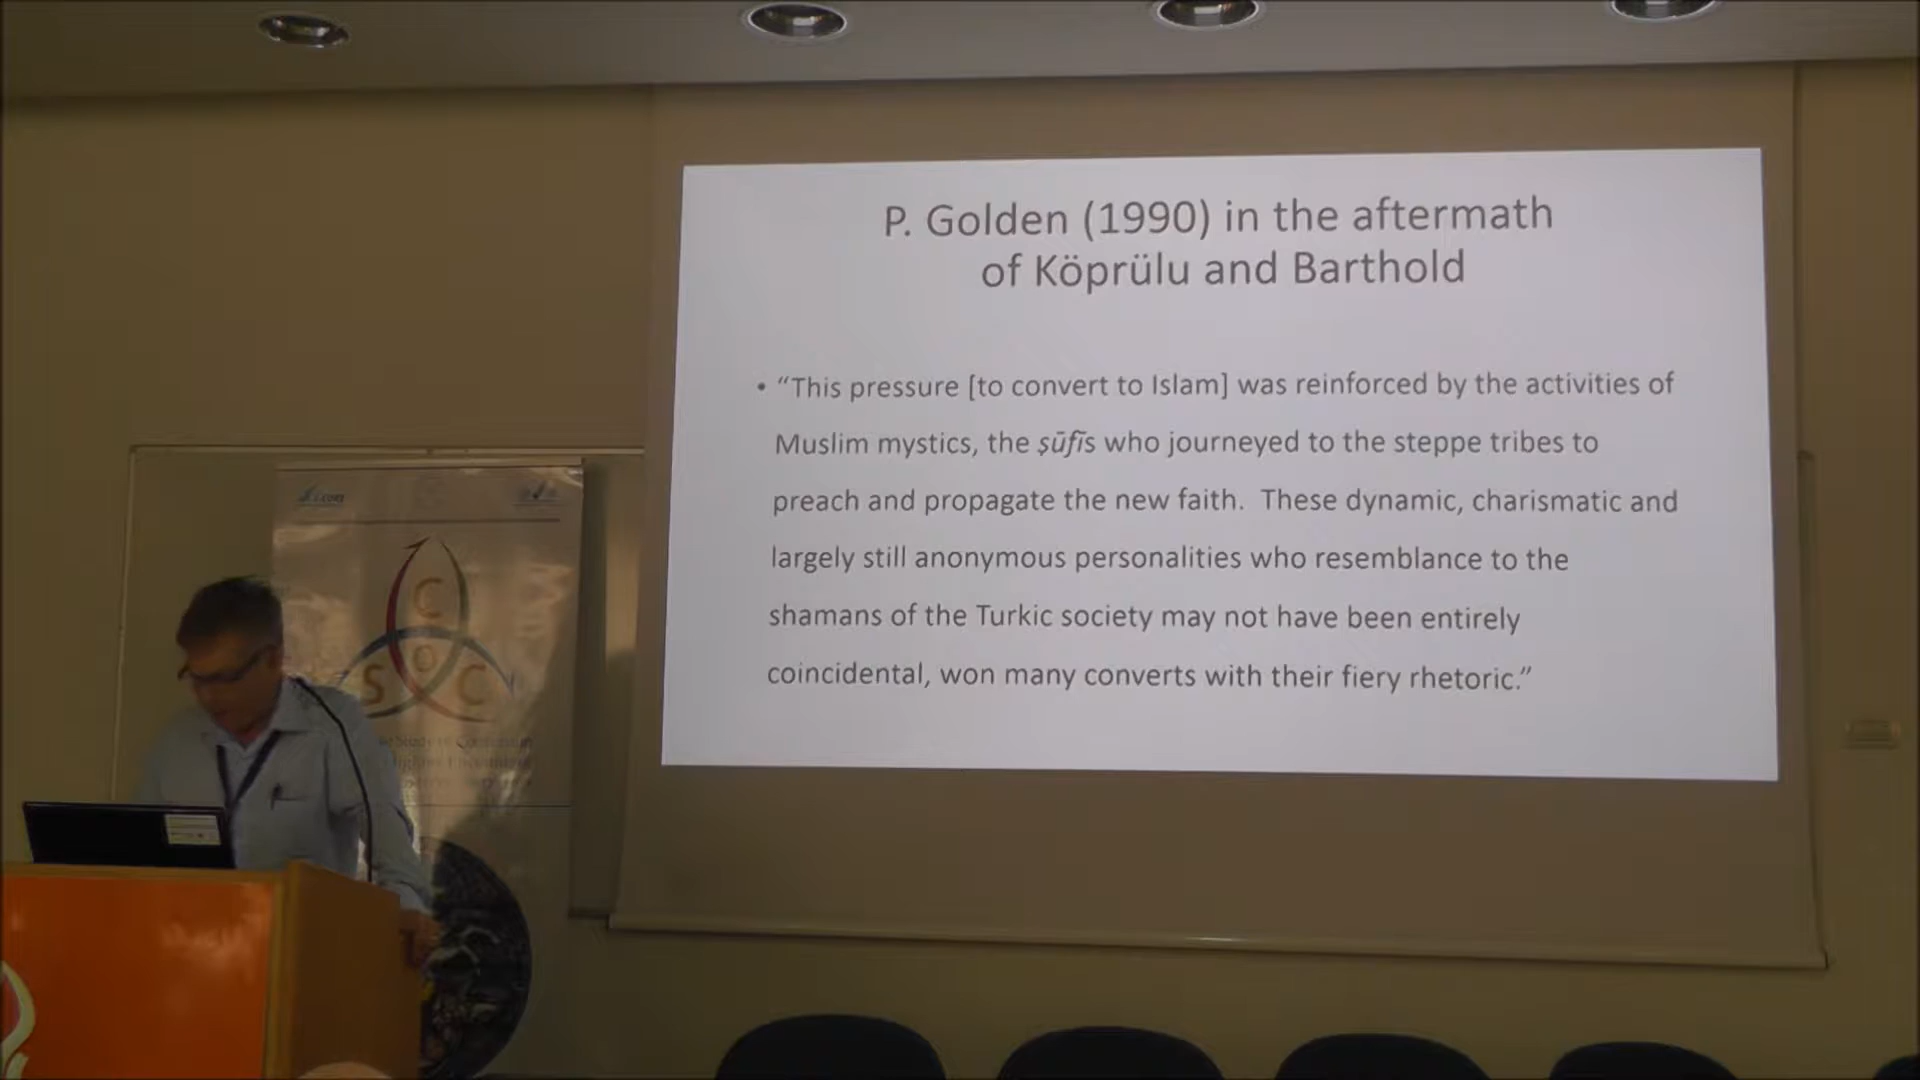 P. Golden (1990) in the aftermath
of Köprülu and Barthold
• “This pressure [to convert to Islam] was reinforced by the activities of
Muslim mystics, the ṣūfīs who journeyed to the steppe tribes to
preach and propagate the new faith.  These dynamic, charismatic and
largely still anonymous personalities who resemblance to the
shamans of the Turkic society may not have been entirely
coincidental, won many converts with their fiery rhetoric.”
C
O
S C